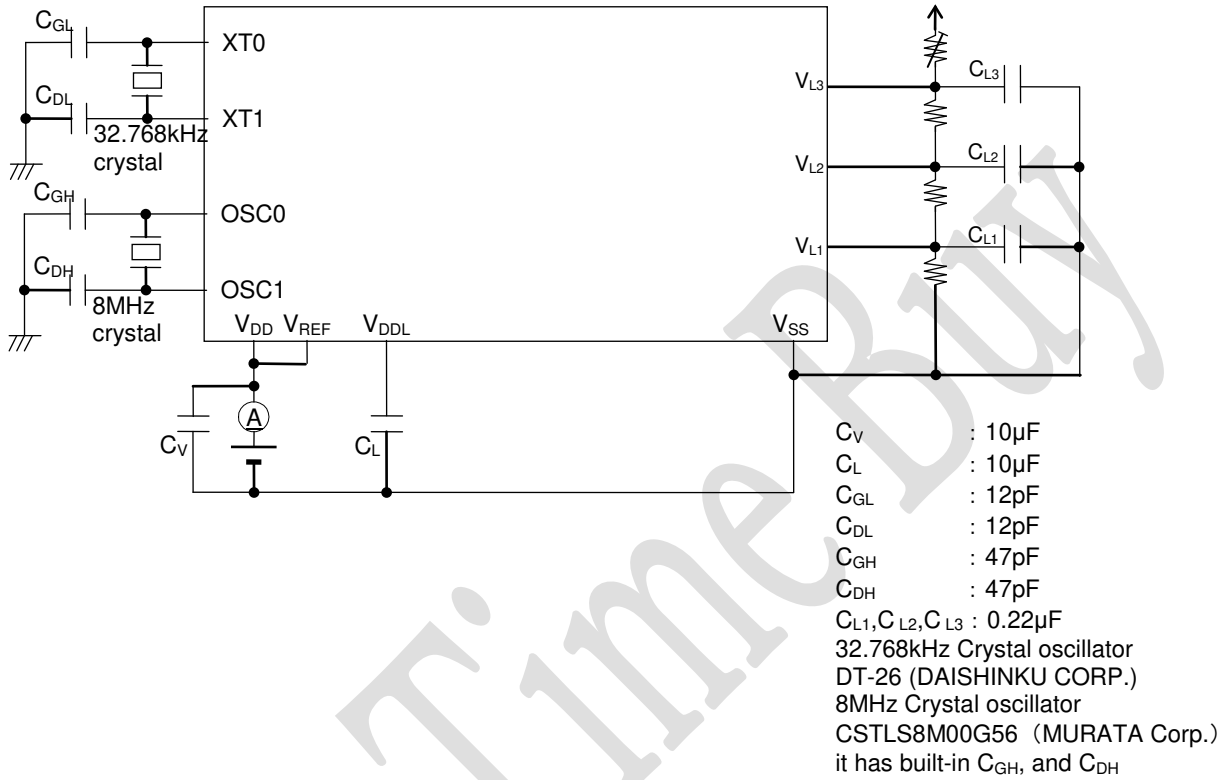 CGL
XT0
CDL
XT1
32.768kHz
crystal
CGH
OSC0
CDH
OSC1
8MHz
crystal
VDD VREF VDDL VSS
VL3
CL3
VL2
CL2
VL1
CL1
A
CV
CL
CV : 10μF
CL : 10μF
CGL : 12pF
CDL : 12pF
CGH : 47pF
CDH : 47pF
CL1,C L2,C L3 : 0.22μF
32.768kHz Crystal oscillator
DT-26 (DAISHINKU CORP.)
8MHz Crystal oscillator
CSTLS8M00G56 (MURATA Corp.)
it has built-in CGH, and CDH
Time Buy